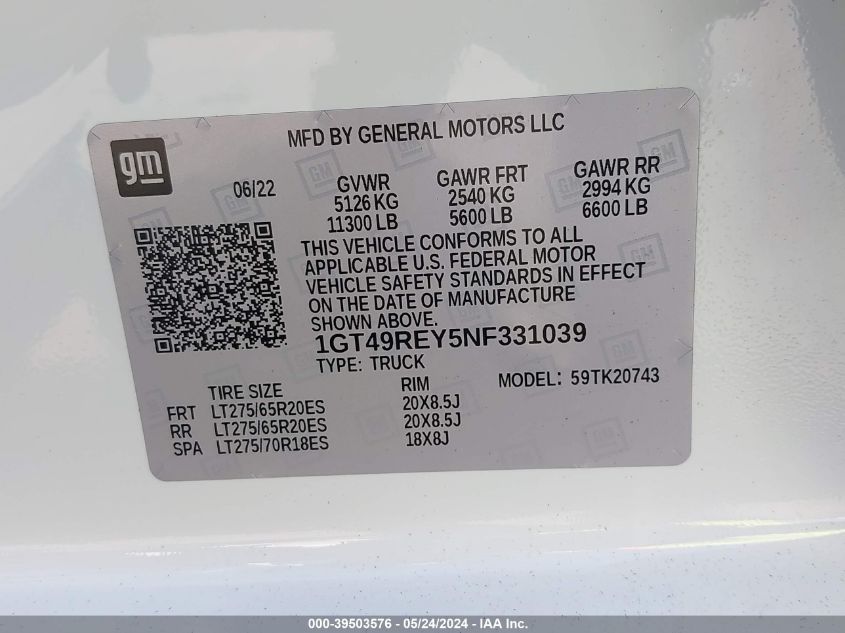 MFD BY GENERAL MOTORS LLC
gm
06/22
GVWR
5126 KG
11300 LB
GAWR FRT
2540 KG
5600 LB
GAWR RR
2994 KG
6600 LB
THIS VEHICLE CONFORMS TO ALL
APPLICABLE U.S. FEDERAL MOTOR
VEHICLE SAFETY STANDARDS IN EFFECT
ON THE DATE OF MANUFACTURE
SHOWN ABOVE.
1GT49REY5NF331039
TYPE: TRUCK
MODEL: 59TK20743
TIRE SIZE RIM
FRT LT275/65R20ES 20X8.5J
RR LT275/65R20ES 20X8.5J
SPA LT275/70R18ES 18X8J
000-39503576 - 05/24/2024 - IAA Inc.